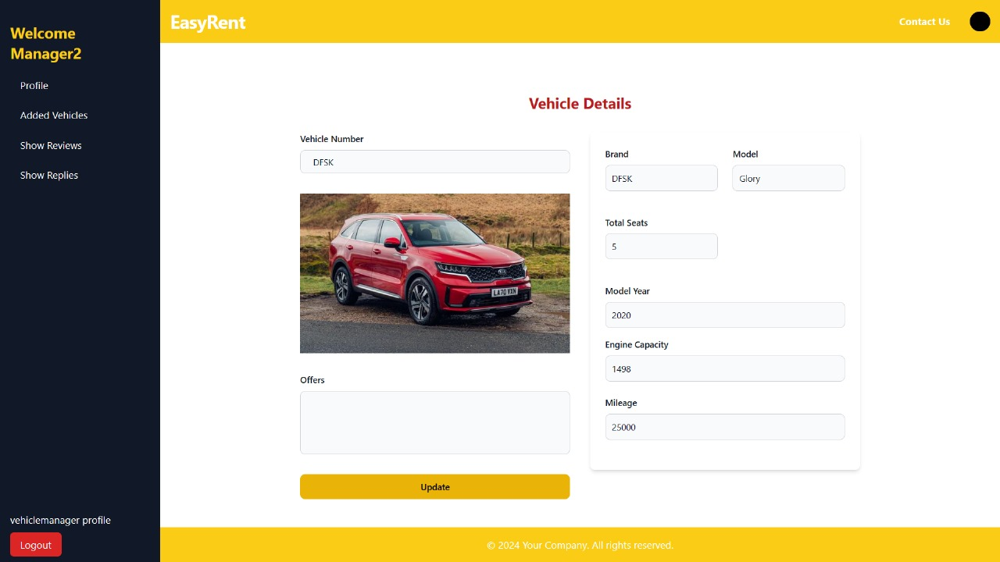 Welcome
Manager2
Profile
Added Vehicles
Show Reviews
Show Replies
vehiclemanager profile
Logout
EasyRent
Contact Us
Vehicle Details
Vehicle Number
DFSK
LA70 VXN
Offers
Update
Brand
Model
DFSK
Glory
Total Seats
5
Model Year
2020
Engine Capacity
1498
Mileage
25000
© 2024 Your Company. All rights reserved.